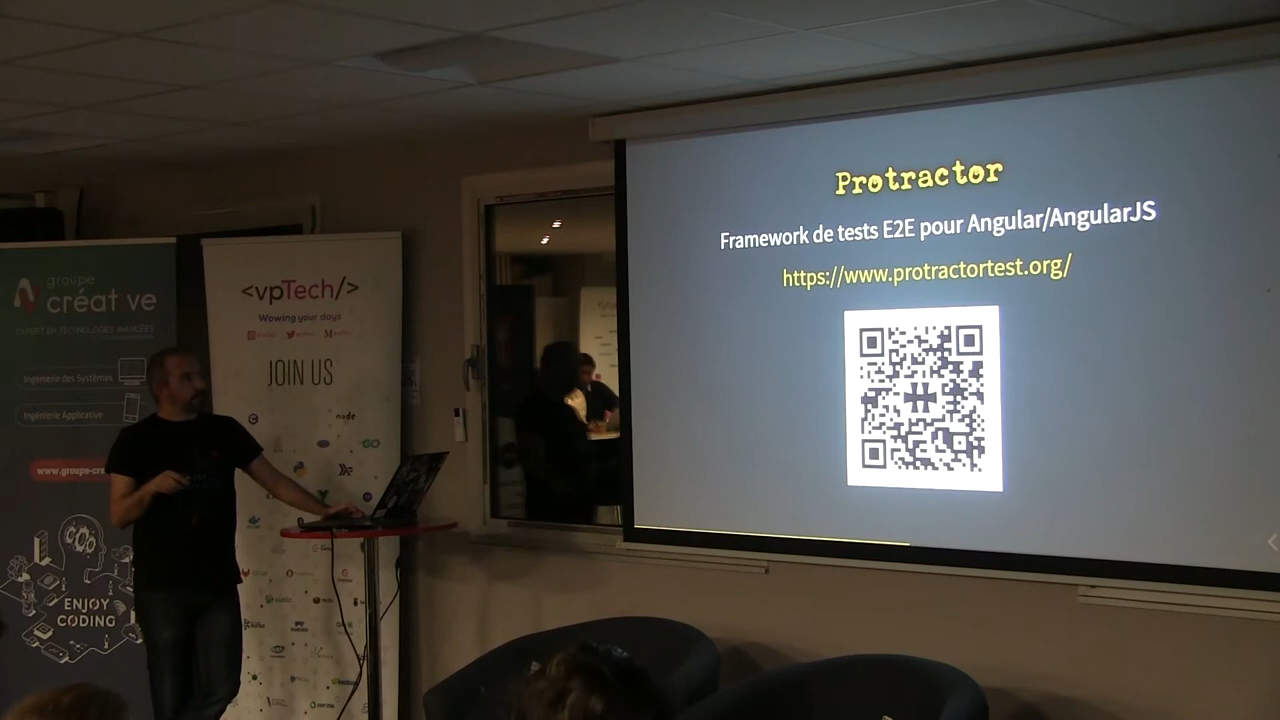 Protractor
Framework de tests E2E pour Angular/AngularJS
https://www.protractortest.org/
groupe
créat ve
EXPERT EN TECHNOLOGIES AVANCÉES
Ingénierie des Systèmes
Ingénierie Applicative
www.groupe-cre
ENJOY
CODING
<vpTech/>
Wowing your days
JOIN US
node
GO